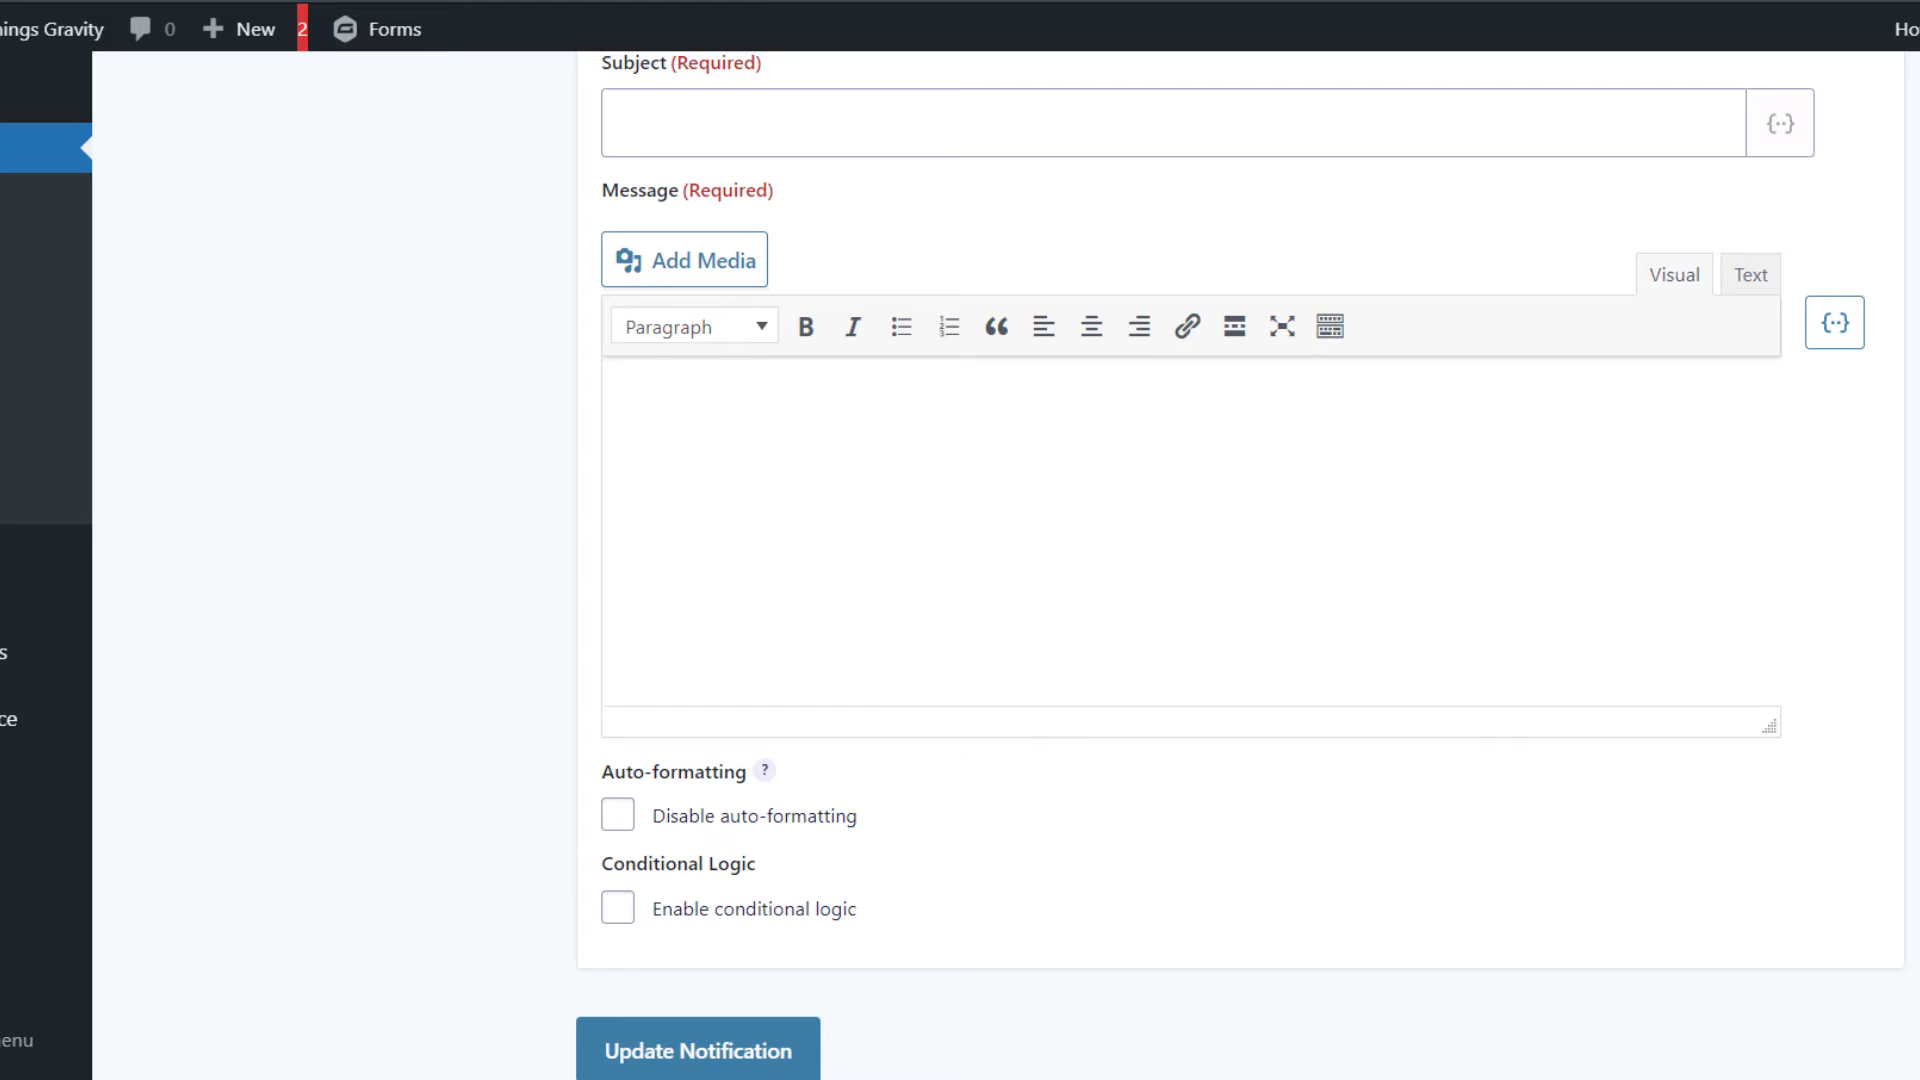 ings Gravity 0 New 2 Forms Ho
Subject (Required)
Message (Required)
Add Media
Visual Text
Paragraph
Auto-formatting ?
Disable auto-formatting
Conditional Logic
Enable conditional logic
s
ce
enu
Update Notification